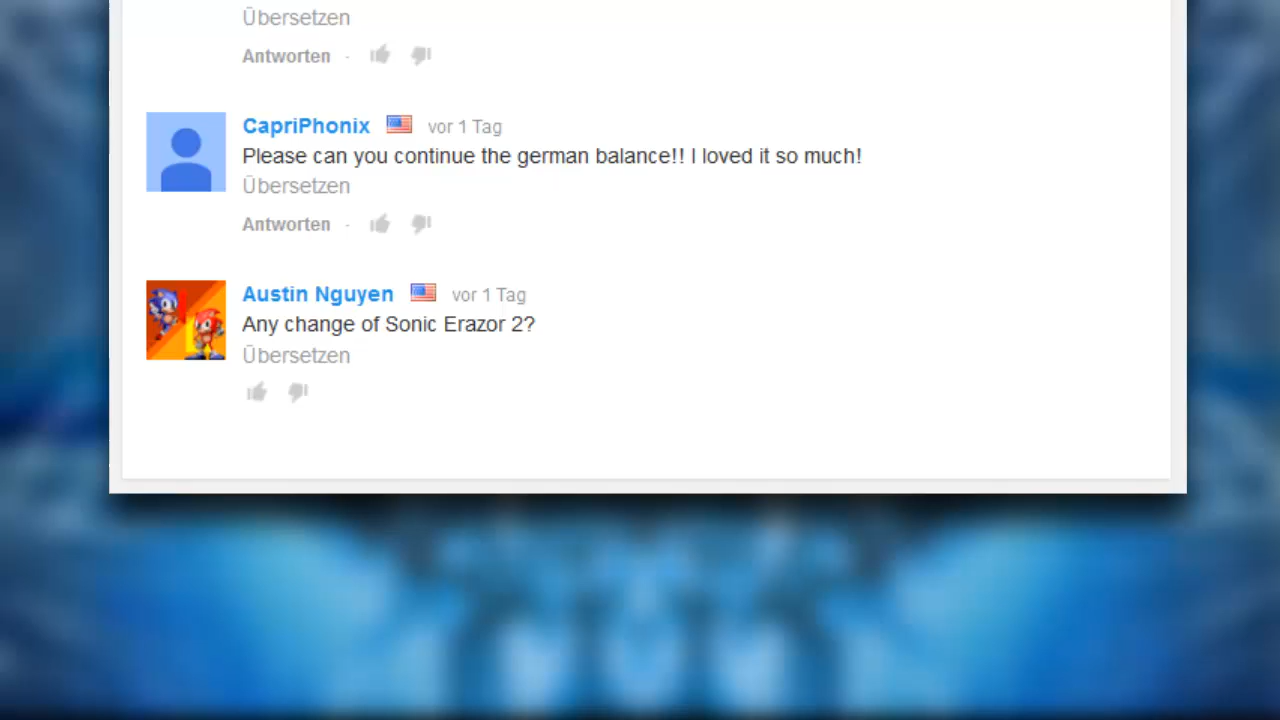 Übersetzen
Antworten ·
CapriPhonix vor 1 Tag
Please can you continue the german balance!! I loved it so much!
Übersetzen
Antworten ·
Austin Nguyen vor 1 Tag
Any change of Sonic Erazor 2?
Übersetzen